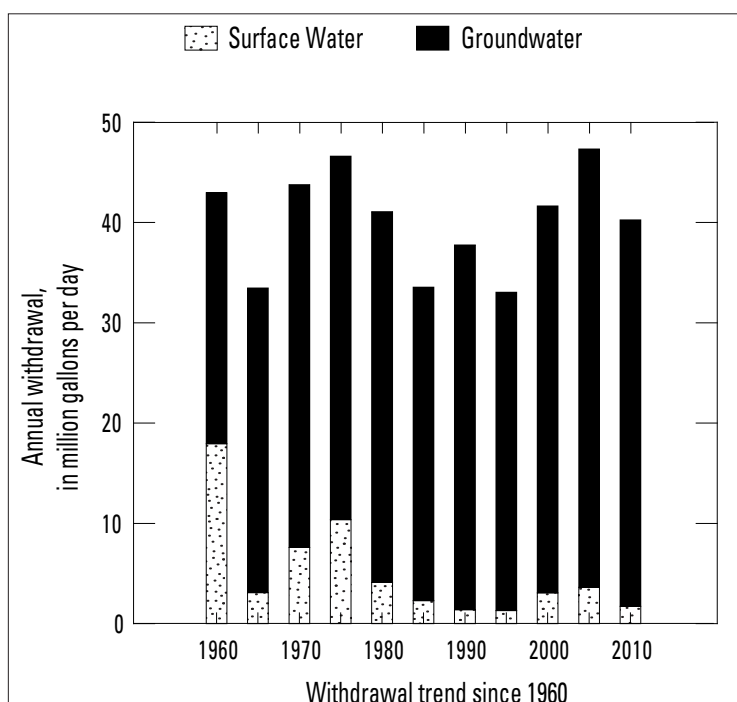 Surface Water Groundwater
50
40
30
20
10
0
Annual withdrawal,
in million gallons per day
1960 1970 1980 1990 2000 2010
Withdrawal trend since 1960